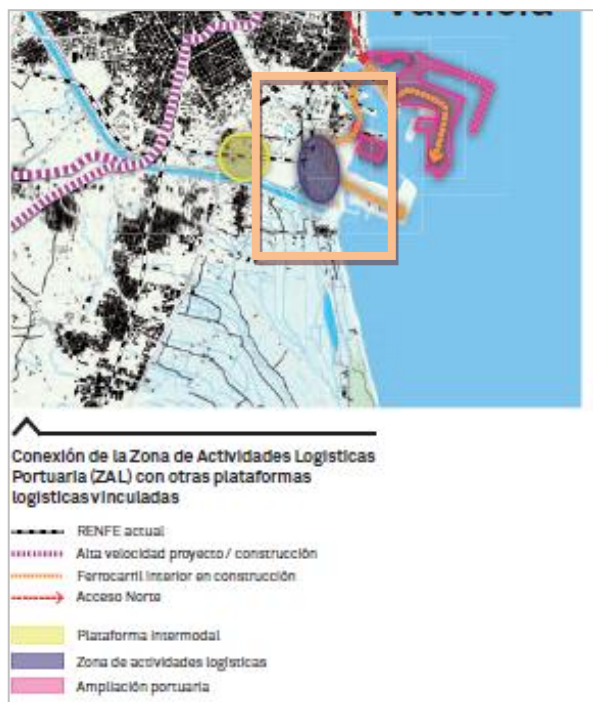 Valencia
Conexión de la Zona de Actividades Logísticas
Portuaria (ZAL) con otras plataformas
logísticas vinculadas
RENFE actual
Alta velocidad proyecto / construcción
Ferrocarril interior en construcción
Acceso Norte
Plataforma intermodal
Zona de actividades logísticas
Ampliación portuaria